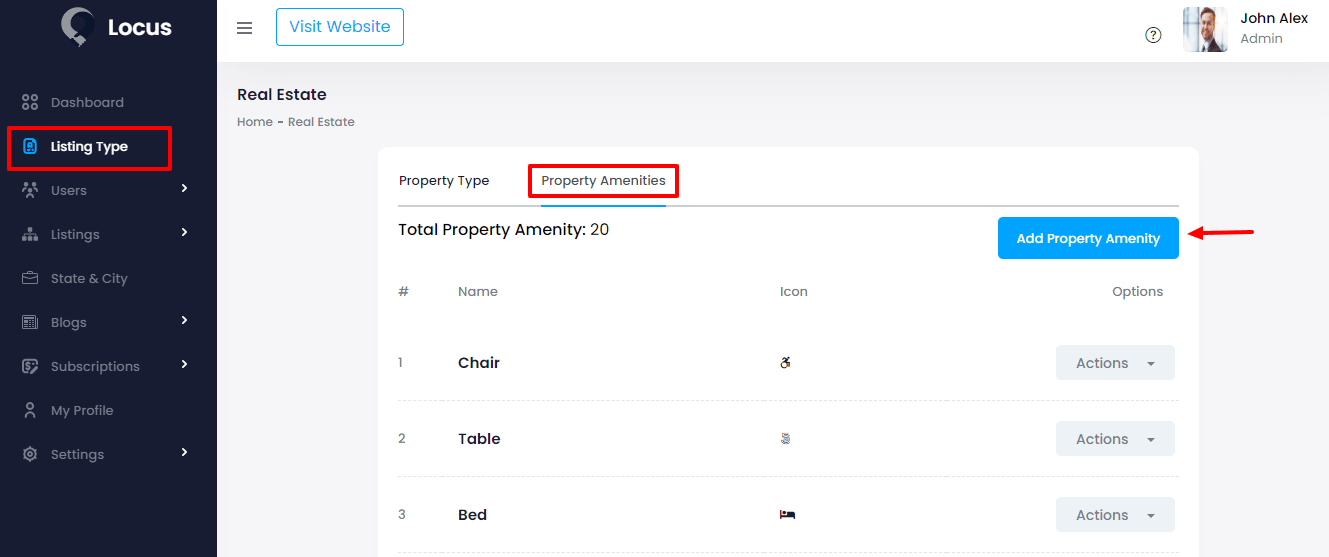 Locus
Visit Website
John Alex
Admin
Dashboard
Listing Type
Users
Listings
State & City
Blogs
Subscriptions
My Profile
Settings
Real Estate
Home - Real Estate
Property Type
Property Amenities
Total Property Amenity: 20
Add Property Amenity
# Name Icon Options
1 Chair Actions
2 Table Actions
3 Bed Actions